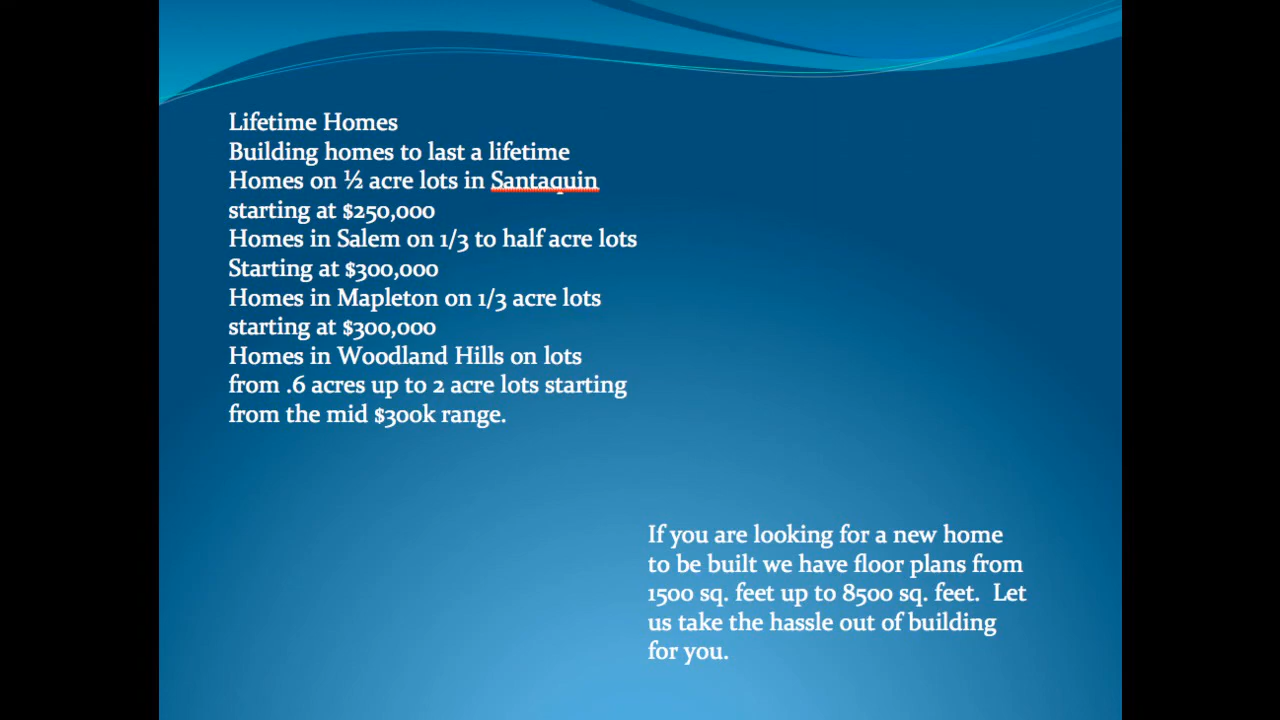 Lifetime Homes
Building homes to last a lifetime
Homes on ½ acre lots in Santaquin
starting at $250,000
Homes in Salem on 1/3 to half acre lots
Starting at $300,000
Homes in Mapleton on 1/3 acre lots
starting at $300,000
Homes in Woodland Hills on lots
from .6 acres up to 2 acre lots starting
from the mid $300k range.
If you are looking for a new home
to be built we have floor plans from
1500 sq. feet up to 8500 sq. feet.  Let
us take the hassle out of building
for you.